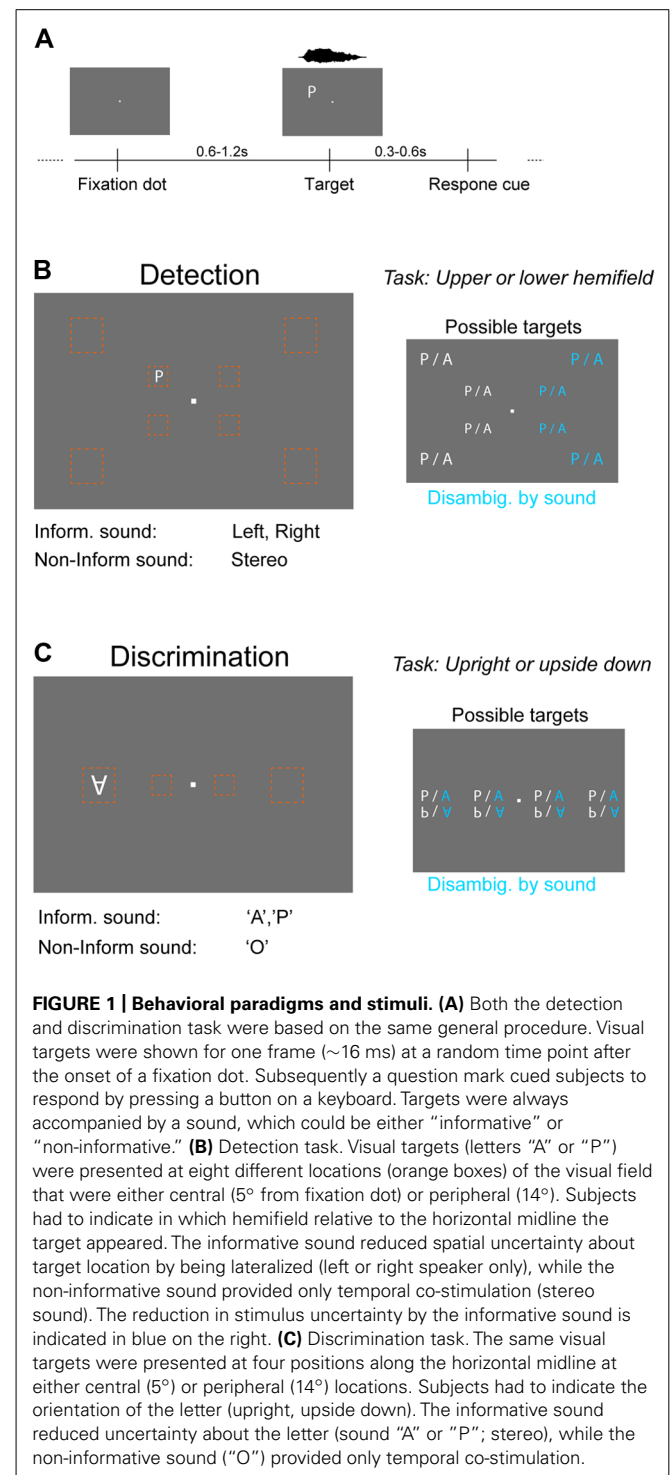 A
P
0.6-1.2s
0.3-0.6s
Fixation dot
Target
Respone cue
B
Detection
Task: Upper or lower hemifield
P
Possible targets
P / A P / A
P / A P / A
P / A P / A
P / A P / A
Disambig. by sound
Inform. sound: Left, Right
Non-Inform sound: Stereo
C
Discrimination
Task: Upright or upside down
∀
Possible targets
P / A P / A P / A P / A
Disambig. by sound
Inform. sound: 'A','P'
Non-Inform sound: 'O'
FIGURE 1 | Behavioral paradigms and stimuli. (A) Both the detection
and discrimination task were based on the same general procedure. Visual
targets were shown for one frame (∼16 ms) at a random time point after
the onset of a fixation dot. Subsequently a question mark cued subjects to
respond by pressing a button on a keyboard. Targets were always
accompanied by a sound, which could be either "informative" or
"non-informative." (B) Detection task. Visual targets (letters "A" or "P")
were presented at eight different locations (orange boxes) of the visual field
that were either central (5° from fixation dot) or peripheral (14°). Subjects
had to indicate in which hemifield relative to the horizontal midline the
target appeared. The informative sound reduced spatial uncertainty about
target location by being lateralized (left or right speaker only), while the
non-informative sound provided only temporal co-stimulation (stereo
sound). The reduction in stimulus uncertainty by the informative sound is
indicated in blue on the right. (C) Discrimination task. The same visual
targets were presented at four positions along the horizontal midline at
either central (5°) or peripheral (14°) locations. Subjects had to indicate the
orientation of the letter (upright, upside down). The informative sound
reduced uncertainty about the letter (sound "A" or "P"; stereo), while the
non-informative sound ("O") provided only temporal co-stimulation.